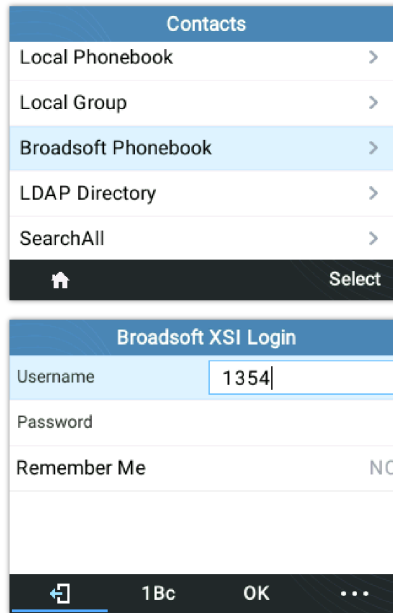 Contacts
Local Phonebook
Local Group
Broadsoft Phonebook
LDAP Directory
SearchAll
Select
Broadsoft XSI Login
Username 1354
Password
Remember Me NO
1Bc OK